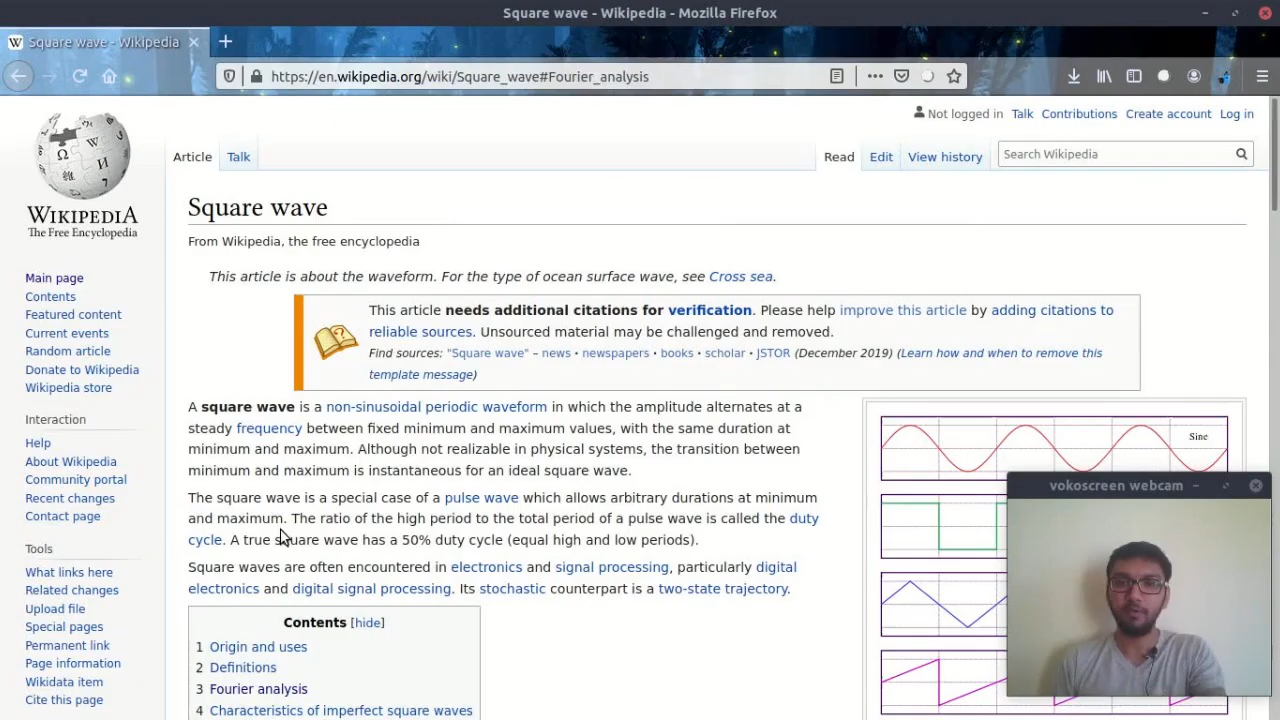 Square wave - Wikipedia - Mozilla Firefox
Square wave - Wikipedia
https://en.wikipedia.org/wiki/Square_wave#Fourier_analysis
Not logged in Talk Contributions Create account Log in
Article Talk Read Edit View history Search Wikipedia
WIKIPEDIA
The Free Encyclopedia
Main page
Contents
Featured content
Current events
Random article
Donate to Wikipedia
Wikipedia store
Interaction
Help
About Wikipedia
Community portal
Recent changes
Contact page
Tools
What links here
Related changes
Upload file
Special pages
Permanent link
Page information
Wikidata item
Cite this page
Square wave
From Wikipedia, the free encyclopedia
This article is about the waveform. For the type of ocean surface wave, see Cross sea.
This article needs additional citations for verification. Please help improve this article by adding citations to
reliable sources. Unsourced material may be challenged and removed.
Find sources: "Square wave" – news · newspapers · books · scholar · JSTOR (December 2019) (Learn how and when to remove this
template message)
A square wave is a non-sinusoidal periodic waveform in which the amplitude alternates at a
steady frequency between fixed minimum and maximum values, with the same duration at
minimum and maximum. Although not realizable in physical systems, the transition between
minimum and maximum is instantaneous for an ideal square wave.
The square wave is a special case of a pulse wave which allows arbitrary durations at minimum
and maximum. The ratio of the high period to the total period of a pulse wave is called the duty
cycle. A true square wave has a 50% duty cycle (equal high and low periods).
Square waves are often encountered in electronics and signal processing, particularly digital
electronics and digital signal processing. Its stochastic counterpart is a two-state trajectory.
Contents [hide]
1 Origin and uses
2 Definitions
3 Fourier analysis
4 Characteristics of imperfect square waves
Sine
vokoscreen webcam